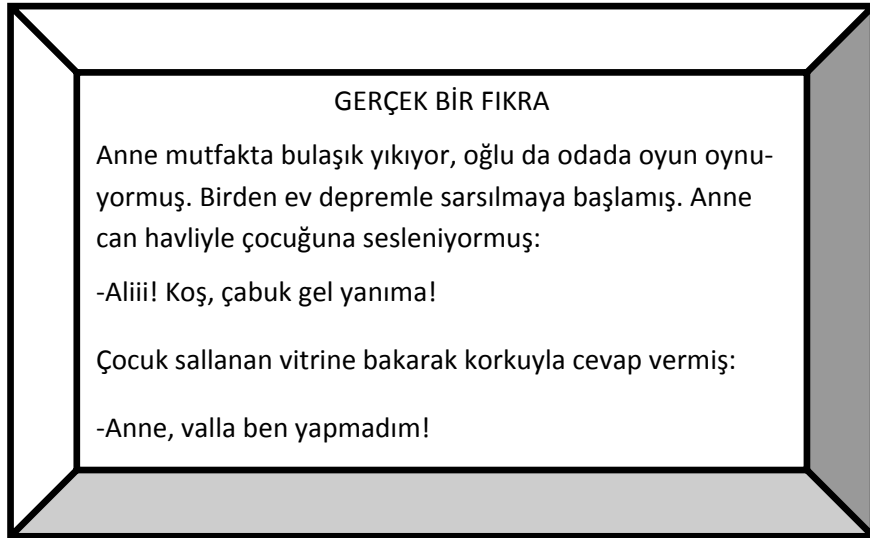 GERÇEK BİR FIKRA
Anne mutfakta bulaşık yıkıyor, oğlu da odada oyun oynu-
yormuş. Birden ev depremle sarsılmaya başlamış. Anne
can havliyle çocuğuna sesleniyormuş:
-Aliii! Koş, çabuk gel yanıma!
Çocuk sallanan vitrine bakarak korkuyla cevap vermiş:
-Anne, valla ben yapmadım!